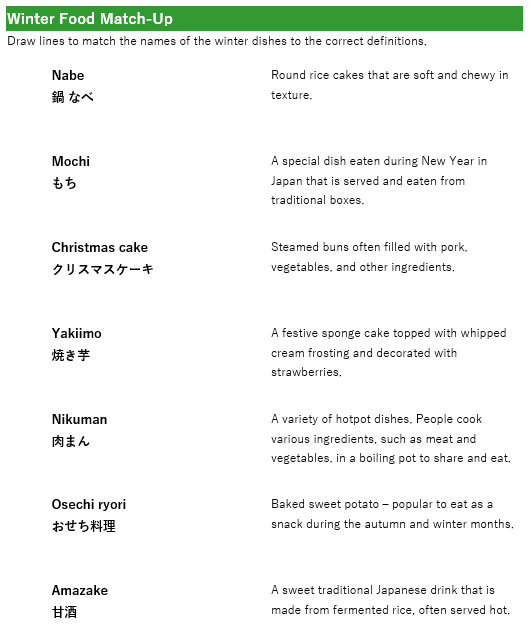 Winter Food Match-Up
Draw lines to match the names of the winter dishes to the correct definitions.
Nabe
鍋 なべ
Round rice cakes that are soft and chewy in
texture.
Mochi
もち
A special dish eaten during New Year in
Japan that is served and eaten from
traditional boxes.
Christmas cake
クリスマスケーキ
Steamed buns often filled with pork,
vegetables, and other ingredients.
Yakiimo
焼き芋
A festive sponge cake topped with whipped
cream frosting and decorated with
strawberries.
Nikuman
肉まん
A variety of hotpot dishes. People cook
various ingredients, such as meat and
vegetables, in a boiling pot to share and eat.
Osechi ryori
おせち料理
Baked sweet potato – popular to eat as a
snack during the autumn and winter months.
Amazake
甘酒
A sweet traditional Japanese drink that is
made from fermented rice, often served hot.